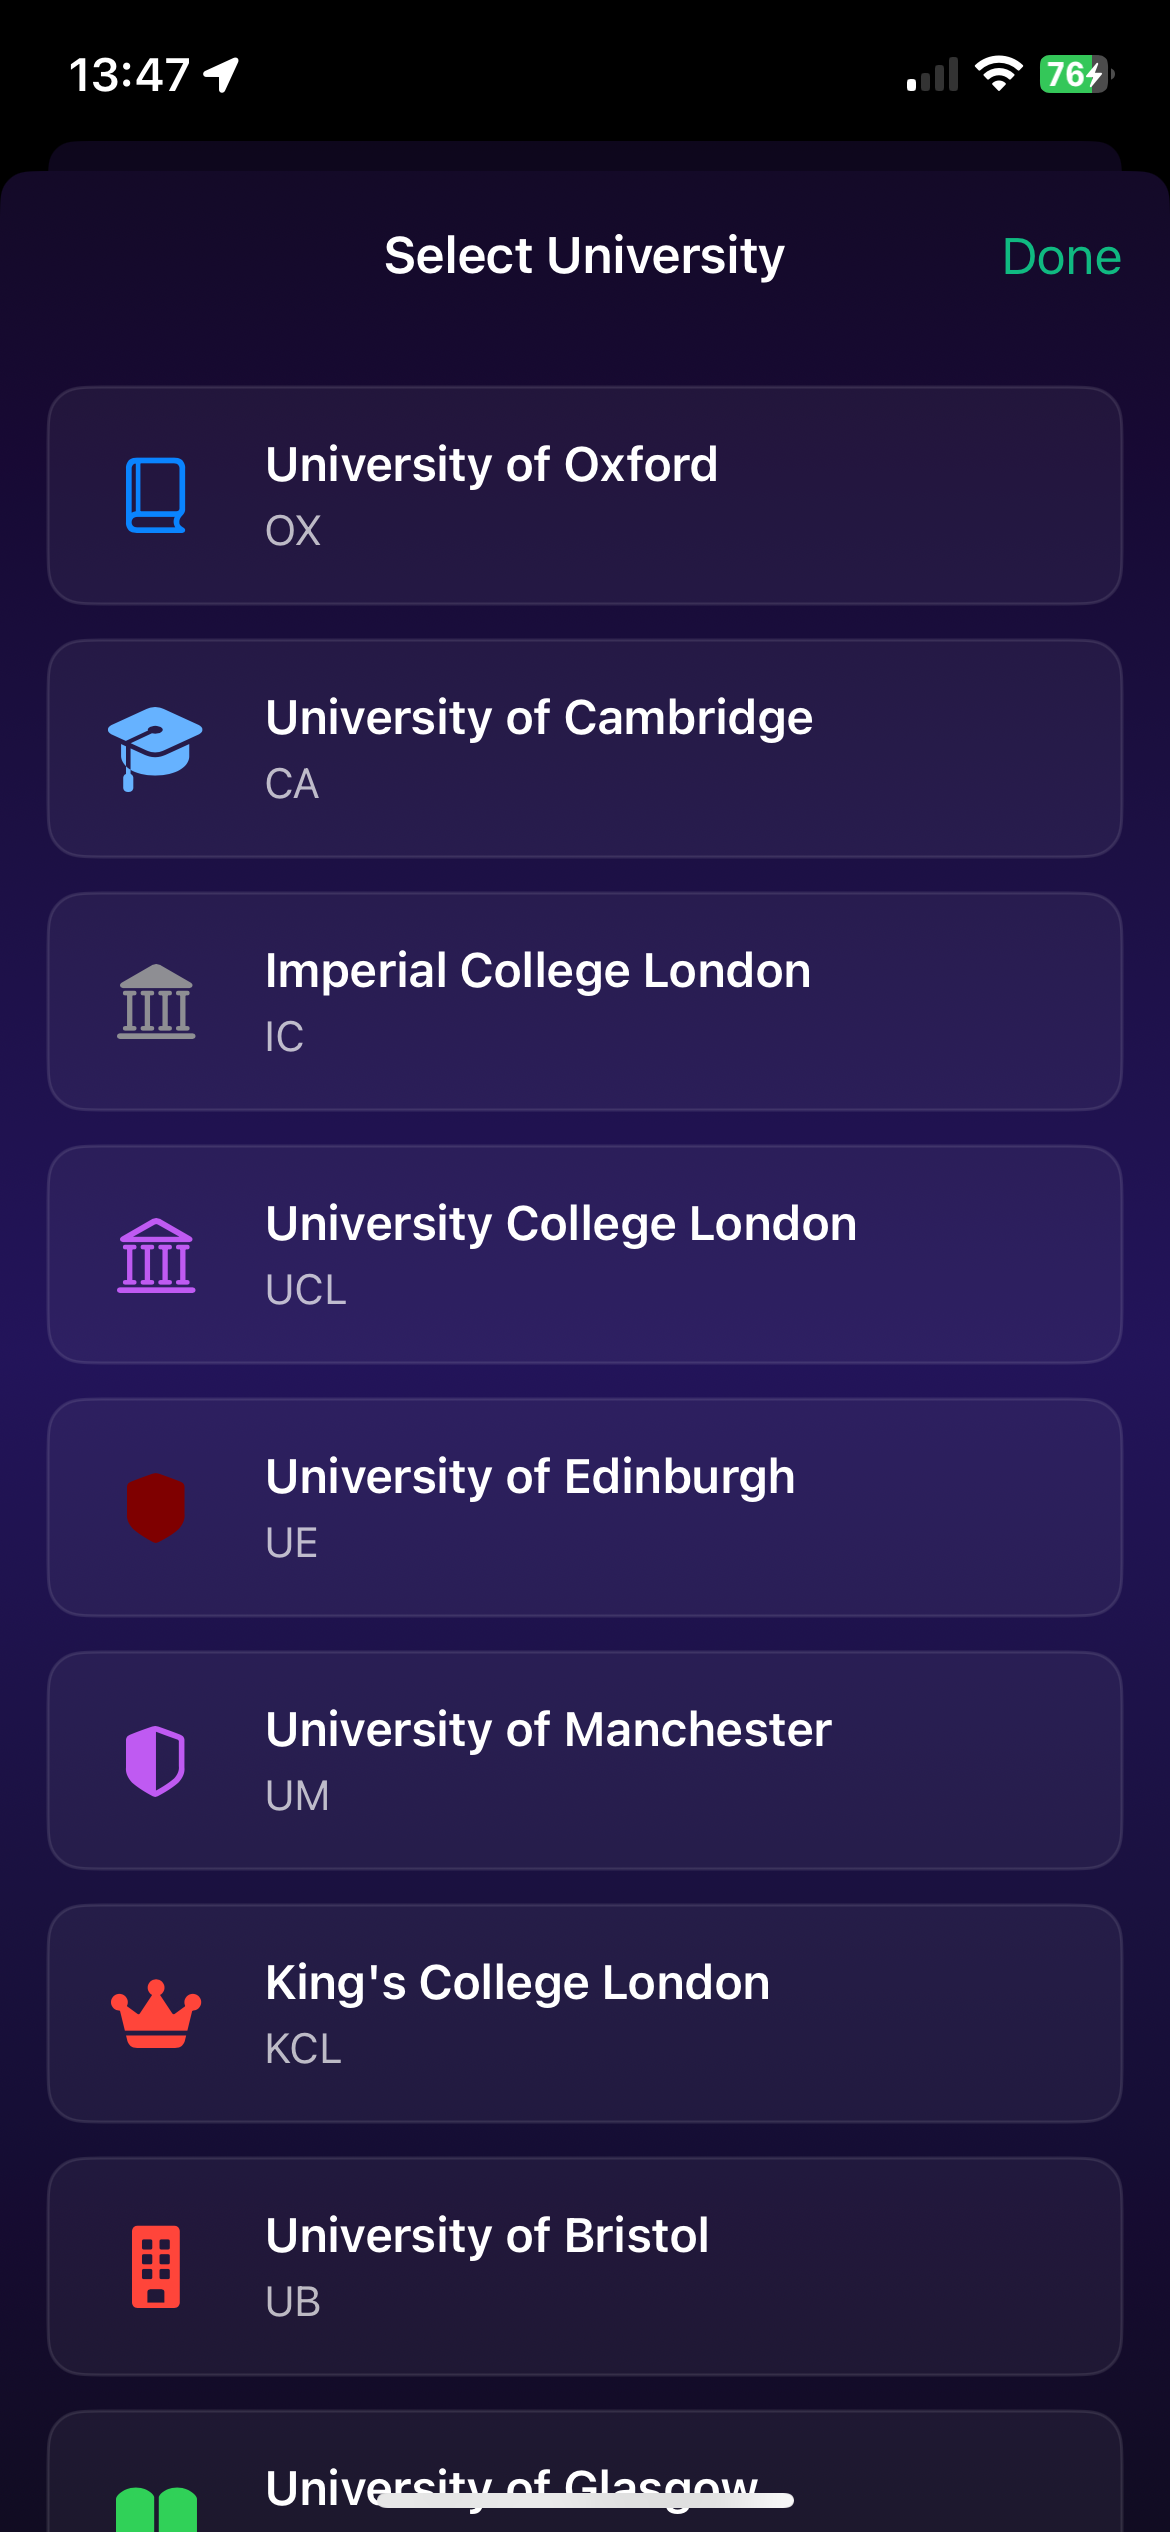 13:47
76
Select University
Done
University of Oxford
OX
University of Cambridge
CA
Imperial College London
IC
University College London
UCL
University of Edinburgh
UE
University of Manchester
UM
King's College London
KCL
University of Bristol
UB
University of Glasgow